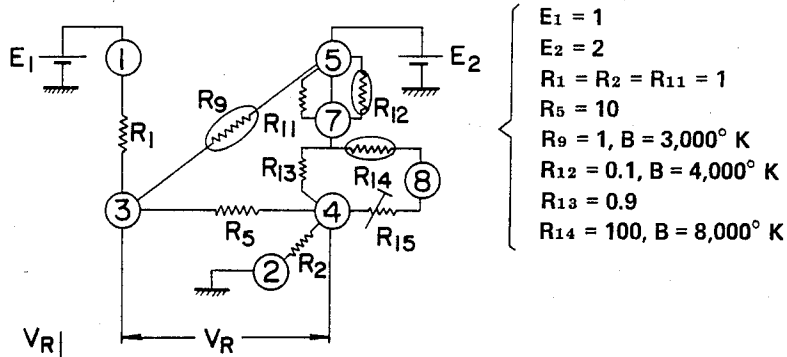 E₁
1
5
E₂
R₉
R₁₁
R₁₂
7
R₁
R₁₃
R₁₄
8
3
R₅
4
R₁₅
2
R₂
V_R
V_R
E₁ = 1
E₂ = 2
R₁ = R₂ = R₁₁ = 1
R₅ = 10
R₉ = 1, B = 3,000° K
R₁₂ = 0.1, B = 4,000° K
R₁₃ = 0.9
R₁₄ = 100, B = 8,000° K